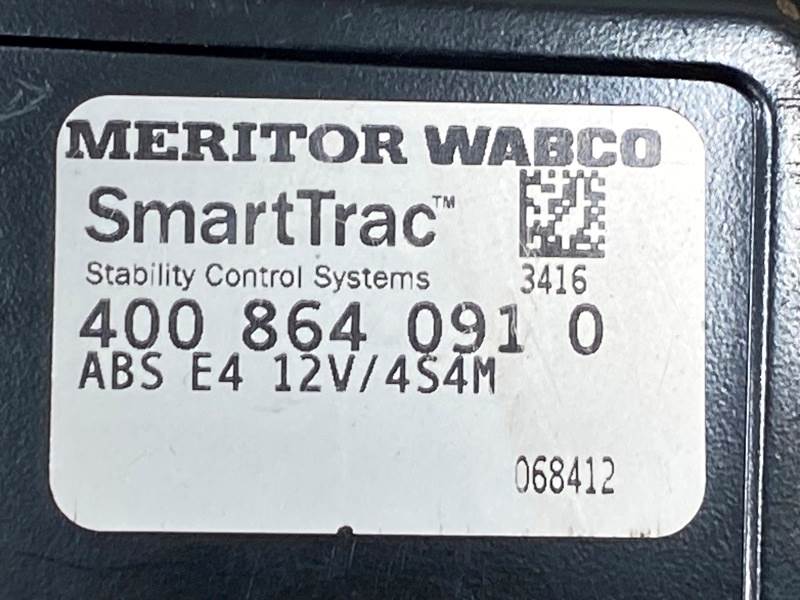 MERITOR WABCO
SmartTrac™
Stability Control Systems
3416
400 864 091 0
ABS E4 12V/4S4M
068412